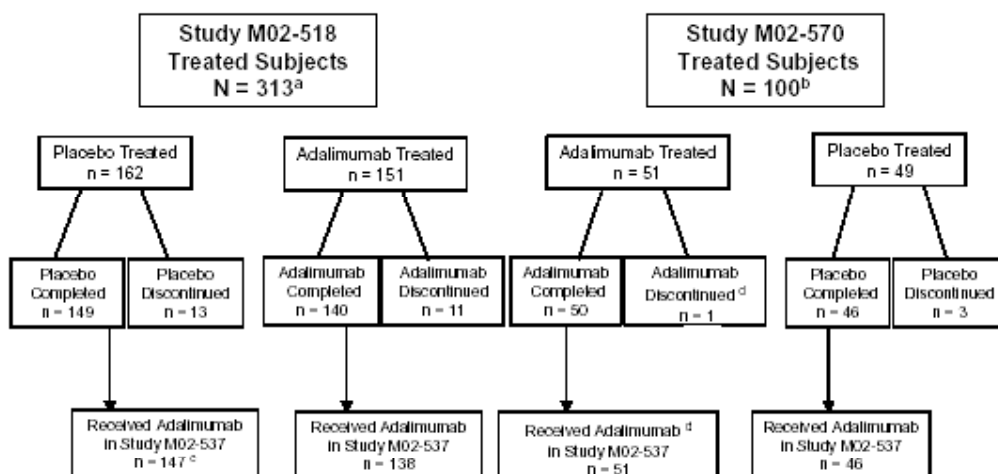 Study M02-518
Treated Subjects
N = 313ᵃ
Study M02-570
Treated Subjects
N = 100ᵇ
Placebo Treated
n = 162
Adalimumab Treated
n = 151
Adalimumab Treated
n = 51
Placebo Treated
n = 49
Placebo
Completed
n = 149
Placebo
Discontinued
n = 13
Adalimumab
Completed
n = 140
Adalimumab
Discontinued
n = 11
Adalimumab
Completed
n = 50
Adalimumab
Discontinued ᵈ
n = 1
Placebo
Completed
n = 46
Placebo
Discontinued
n = 3
Received Adalimumab
in Study M02-537
n = 147 ᶜ
Received Adalimumab
in Study M02-537
n = 138
Received Adalimumab ᵈ
in Study M02-537
n = 51
Received Adalimumab
in Study M02-537
n = 46